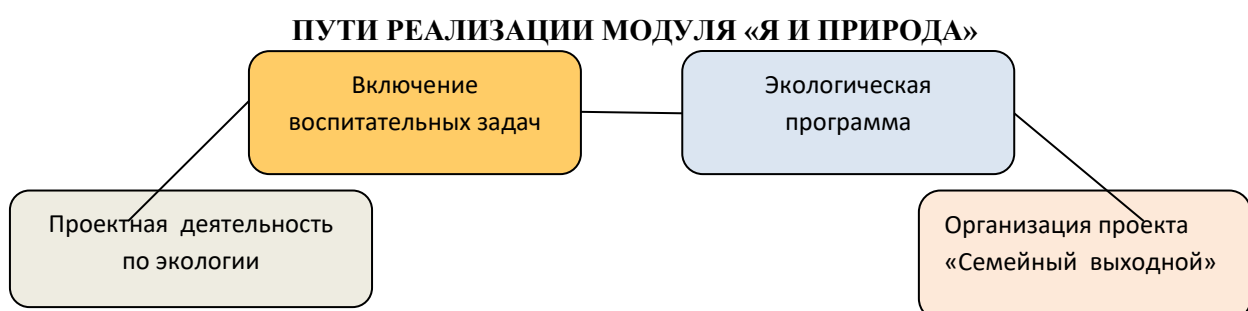 ПУТИ РЕАЛИЗАЦИИ МОДУЛЯ «Я И ПРИРОДА»
Включение
воспитательных задач
Экологическая
программа
Проектная деятельность
по экологии
Организация проекта
«Семейный выходной»